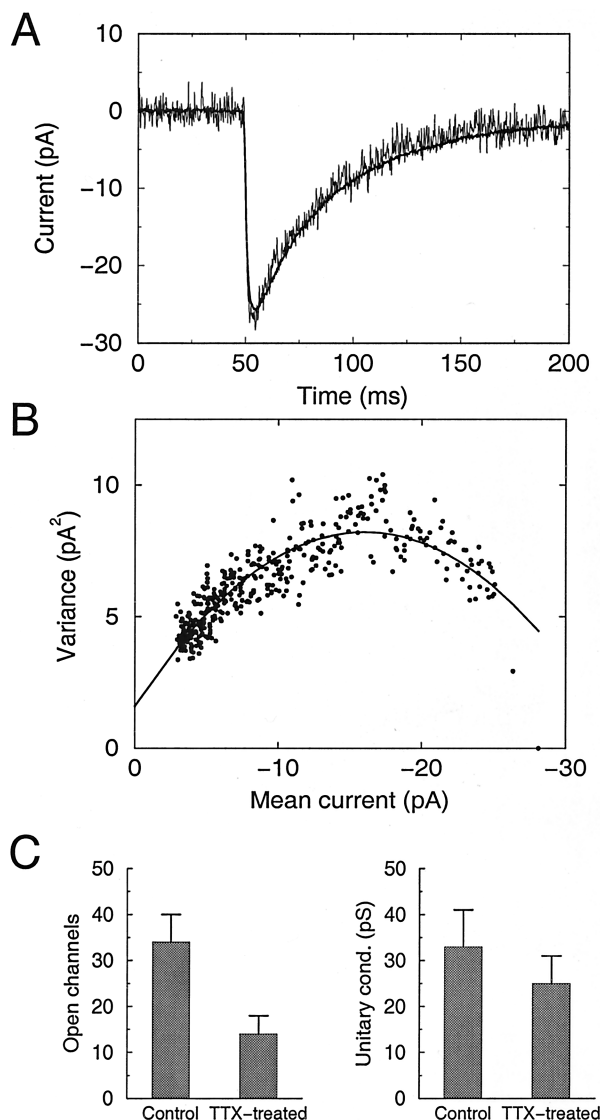 A
10
0
−10
−20
−30
Current (pA)
0 50 100 150 200
Time (ms)
B
10
5
0
Variance (pA²)
0 −10 −20 −30
Mean current (pA)
C
50
40
30
20
10
0
Open channels
Control TTX−treated
50
40
30
20
10
0
Unitary cond. (pS)
Control TTX−treated